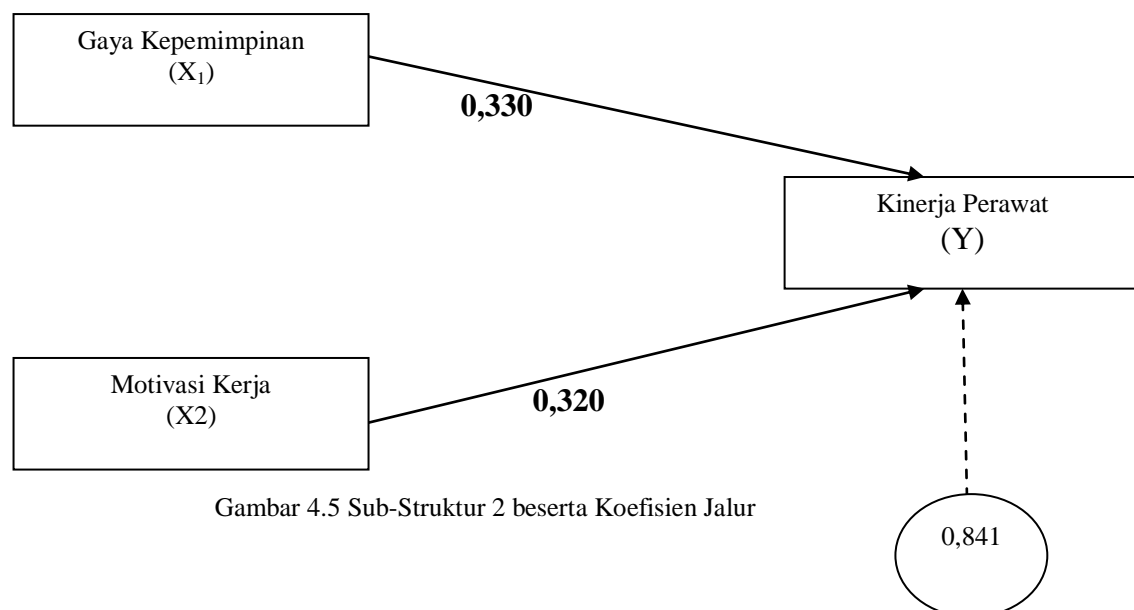 Gaya Kepemimpinan
(X₁)
0,330
Kinerja Perawat
(Y)
Motivasi Kerja
(X2)
0,320
Gambar 4.5 Sub-Struktur 2 beserta Koefisien Jalur
0,841